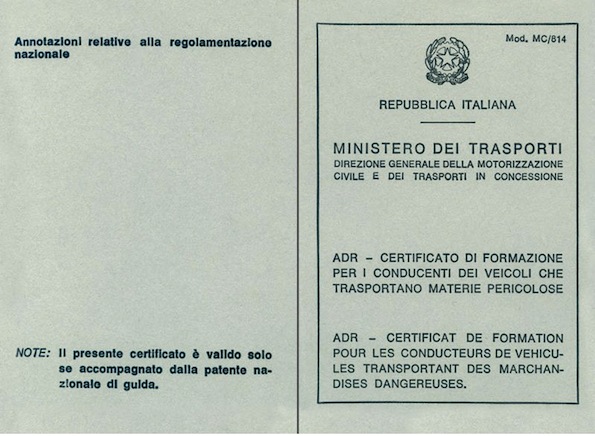 Annotazioni relative alla regolamentazione
nazionale
NOTE: Il presente certificato è valido solo
se accompagnato dalla patente na-
zionale di guida.
Mod. MC/814
REPUBBLICA ITALIANA
MINISTERO DEI TRASPORTI
DIREZIONE GENERALE DELLA MOTORIZZAZIONE
CIVILE E DEI TRASPORTI IN CONCESSIONE
ADR – CERTIFICATO DI FORMAZIONE
PER I CONDUCENTI DEI VEICOLI CHE
TRASPORTANO MATERIE PERICOLOSE
ADR – CERTIFICAT DE FORMATION
POUR LES CONDUCTEURS DE VEHICU-
LES TRANSPORTANT DES MARCHAN-
DISES DANGEREUSES.